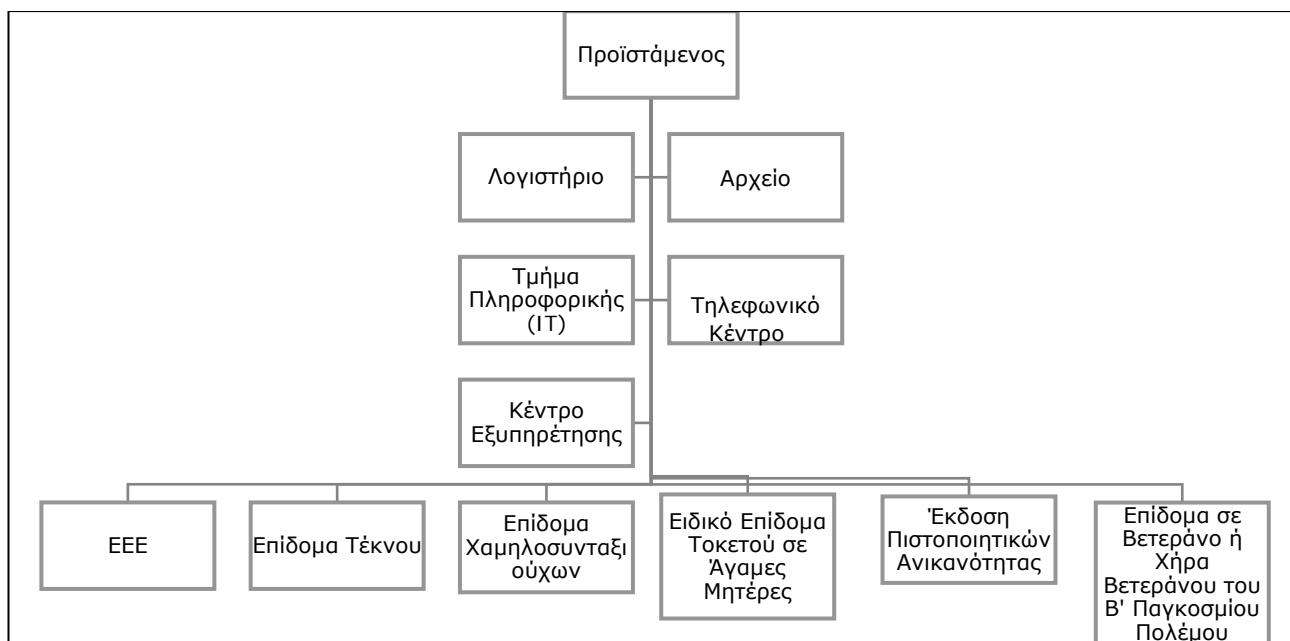 Προϊστάμενος
Λογιστήριο
Αρχείο
Τμήμα
Πληροφορικής
(IT)
Τηλεφωνικό
Κέντρο
Κέντρο
Εξυπηρέτησης
ΕΕΕ
Επίδομα Τέκνου
Επίδομα
Χαμηλοσυνταξι
ούχων
Ειδικό Επίδομα
Τοκετού σε
Άγαμες
Μητέρες
Έκδοση
Πιστοποιητικών
Ανικανότητας
Επίδομα σε
Βετεράνο ή
Χήρα
Βετεράνου του
Β' Παγκοσμίου
Πολέμου